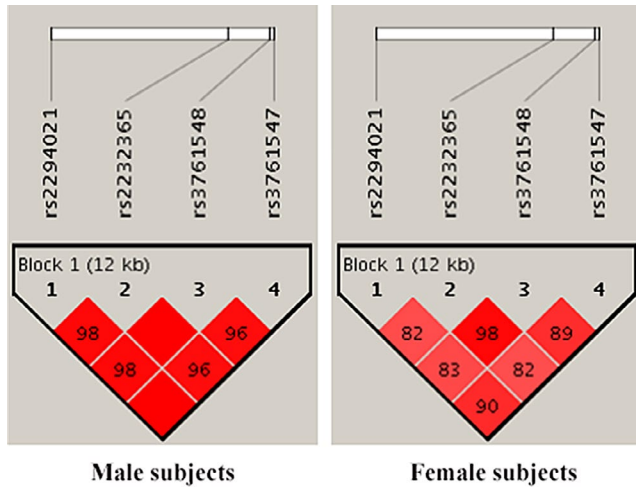 rs2294021
rs2232365
rs3761548
rs3761547
Block 1 (12 kb)
1 2 3 4
98 96
98 96
Male subjects
rs2294021
rs2232365
rs3761548
rs3761547
Block 1 (12 kb)
1 2 3 4
82 98 89
83 82
90
Female subjects